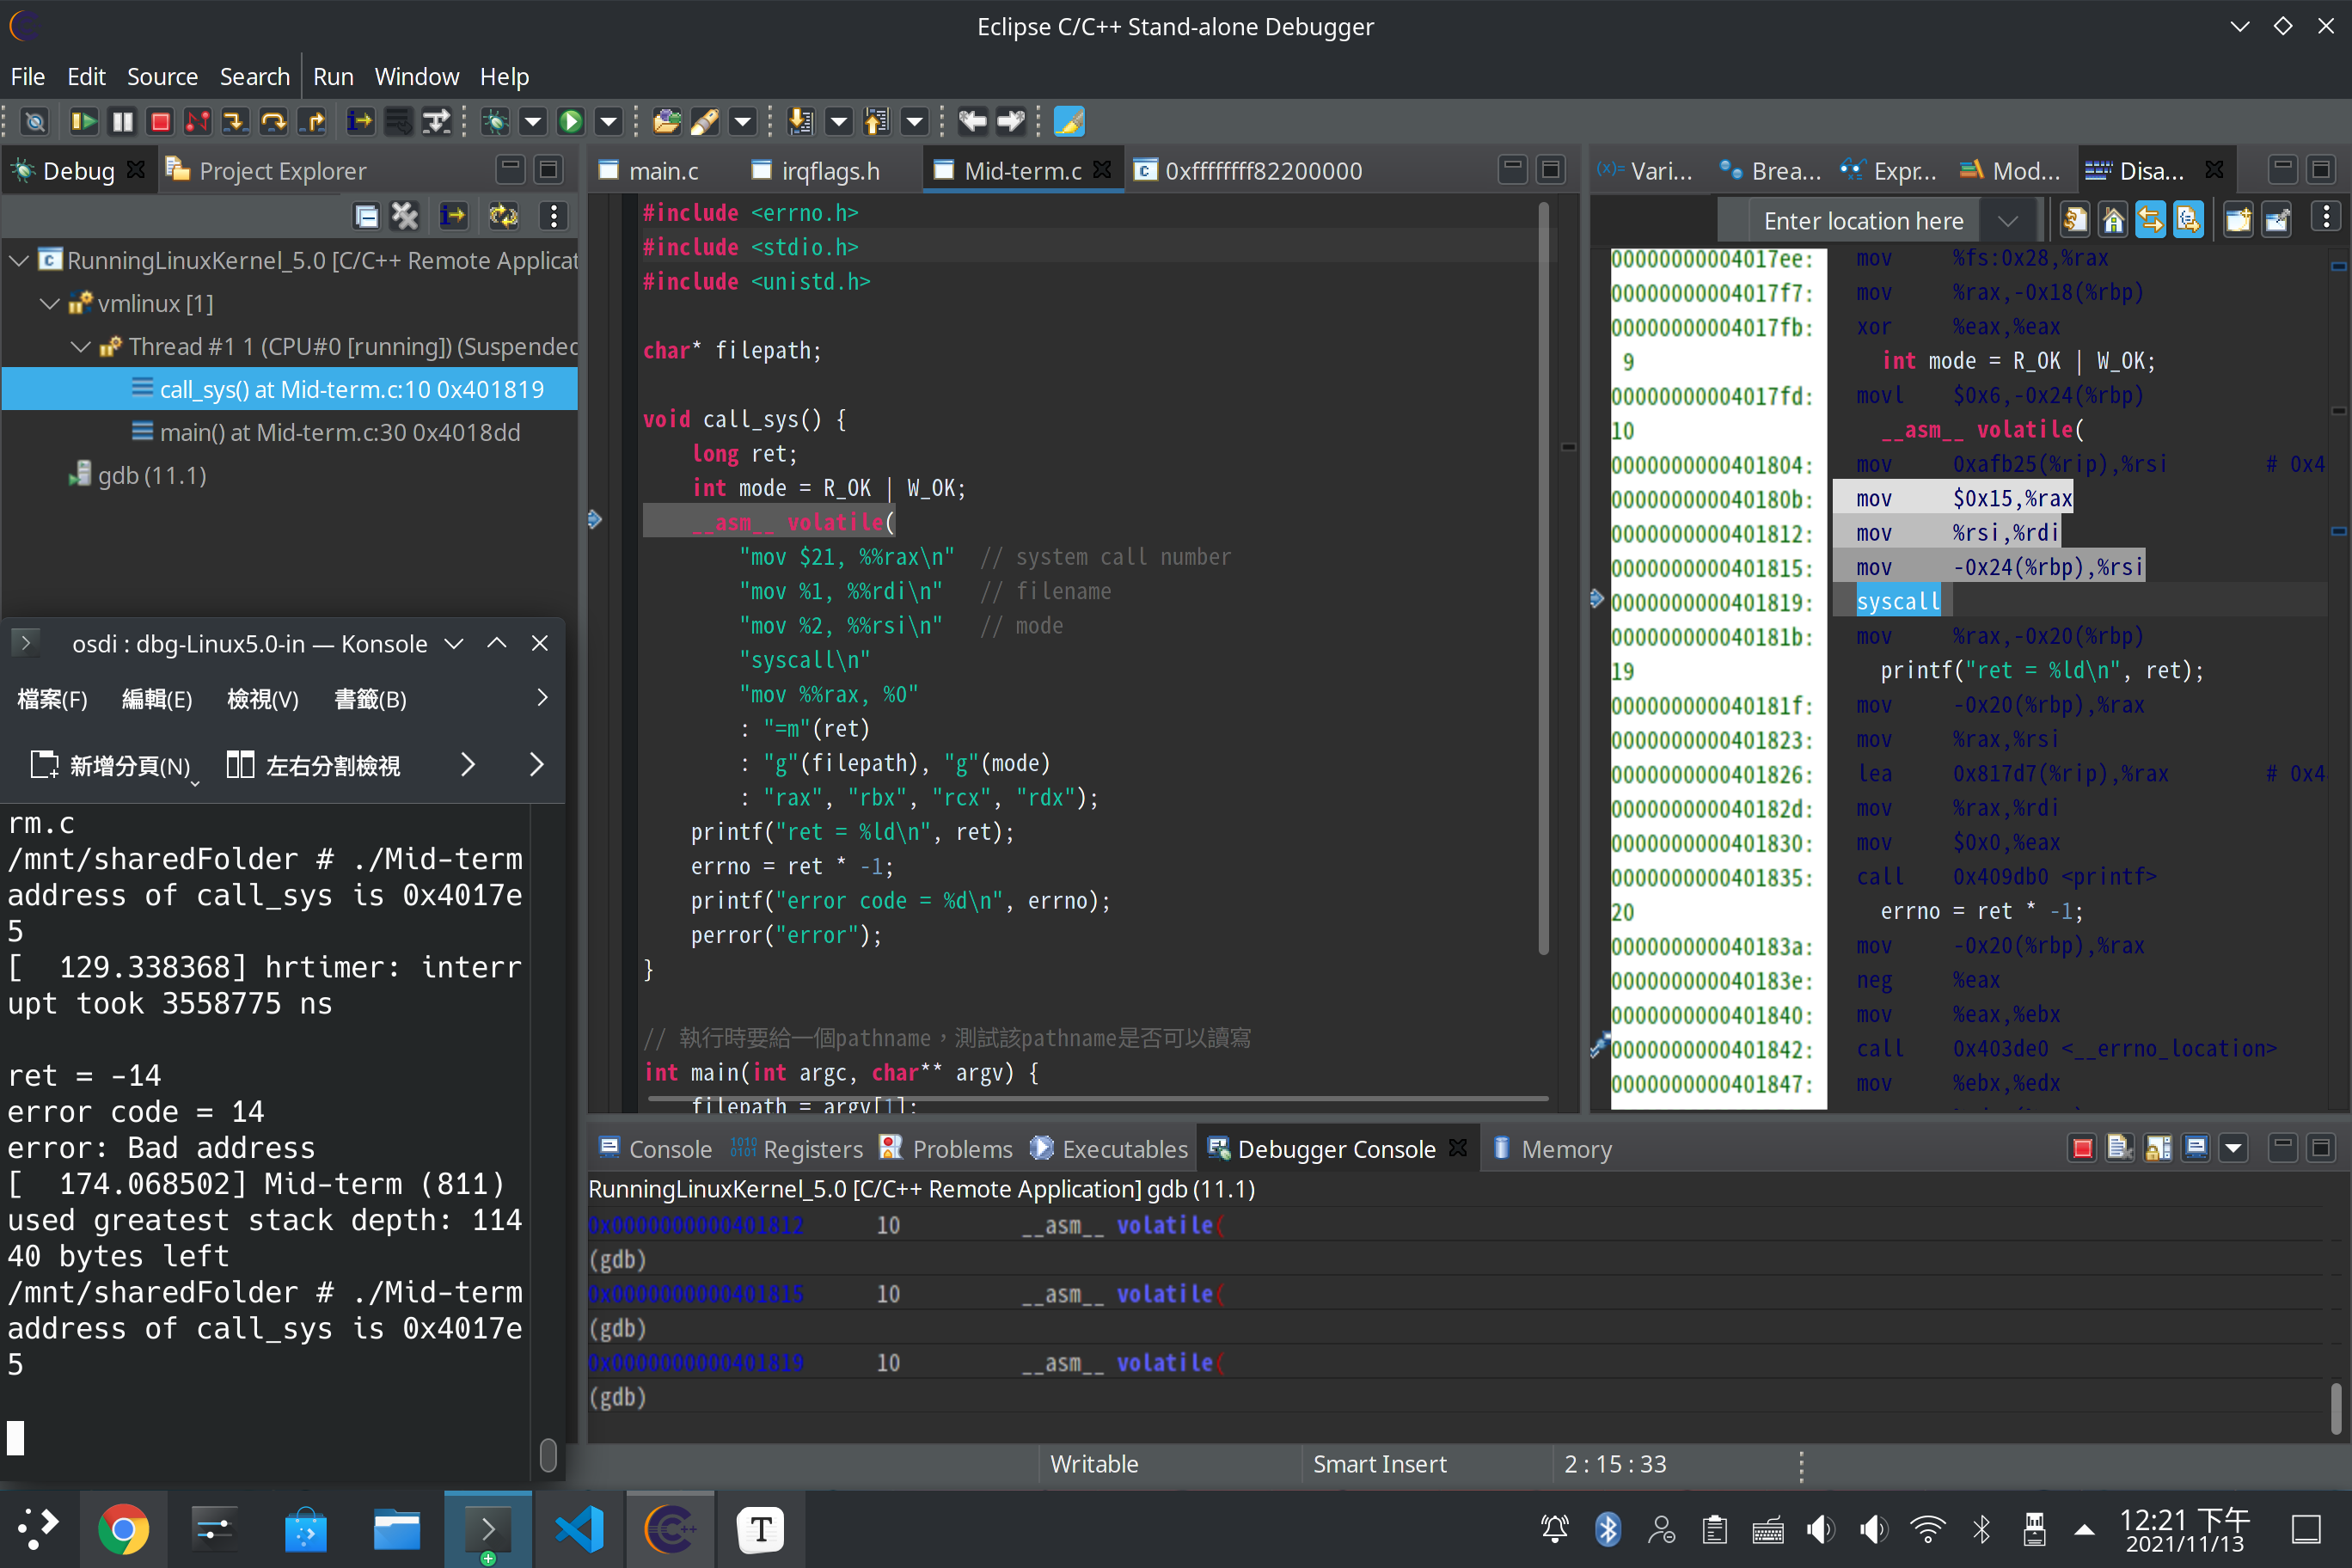 Eclipse C/C++ Stand-alone Debugger
File Edit Source Search Run Window Help
Debug
Project Explorer
RunningLinuxKernel_5.0 [C/C++ Remote Applicat
vmlinux [1]
Thread #1 1 (CPU#0 [running]) (Suspended
call_sys() at Mid-term.c:10 0x401819
main() at Mid-term.c:30 0x4018dd
gdb (11.1)
osdi : dbg-Linux5.0-in — Konsole
檔案(F) 編輯(E) 檢視(V) 書籤(B)
新增分頁(N) 左右分割檢視
rm.c
/mnt/sharedFolder # ./Mid-term
address of call_sys is 0x4017e
5
[  129.338368] hrtimer: interr
upt took 3558775 ns
ret = -14
error code = 14
error: Bad address
[  174.068502] Mid-term (811)
used greatest stack depth: 114
40 bytes left
/mnt/sharedFolder # ./Mid-term
address of call_sys is 0x4017e
5
main.c irqflags.h Mid-term.c 0xffffffff82200000
#include <errno.h>
#include <stdio.h>
#include <unistd.h>
char* filepath;
void call_sys() {
long ret;
int mode = R_OK | W_OK;
__asm__ volatile(
"mov $21, %%rax\n"  // system call number
"mov %1, %%rdi\n"   // filename
"mov %2, %%rsi\n"   // mode
"syscall\n"
"mov %%rax, %0"
: "=m"(ret)
: "g"(filepath), "g"(mode)
: "rax", "rbx", "rcx", "rdx");
printf("ret = %ld\n", ret);
errno = ret * -1;
printf("error code = %d\n", errno);
perror("error");
}
// 執行時要給一個pathname，測試該pathname是否可以讀寫
int main(int argc, char** argv) {
filepath = argv[1];
(x)= Vari... Brea... Expr... Mod... Disa...
Enter location here
00000000004017ee: mov %fs:0x28,%rax
00000000004017f7: mov %rax,-0x18(%rbp)
00000000004017fb: xor %eax,%eax
9 int mode = R_OK | W_OK;
00000000004017fd: movl $0x6,-0x24(%rbp)
10 __asm__ volatile(
0000000000401804: mov 0xafb25(%rip),%rsi # 0x4
000000000040180b: mov $0x15,%rax
0000000000401812: mov %rsi,%rdi
0000000000401815: mov -0x24(%rbp),%rsi
0000000000401819: syscall
000000000040181b: mov %rax,-0x20(%rbp)
19 printf("ret = %ld\n", ret);
000000000040181f: mov -0x20(%rbp),%rax
0000000000401823: mov %rax,%rsi
0000000000401826: lea 0x817d7(%rip),%rax # 0x4
000000000040182d: mov %rax,%rdi
0000000000401830: mov $0x0,%eax
0000000000401835: call 0x409db0 <printf>
20 errno = ret * -1;
000000000040183a: mov -0x20(%rbp),%rax
000000000040183e: neg %eax
0000000000401840: mov %eax,%ebx
0000000000401842: call 0x403de0 <__errno_location>
0000000000401847: mov %ebx,%edx
Console Registers Problems Executables Debugger Console Memory
RunningLinuxKernel_5.0 [C/C++ Remote Application] gdb (11.1)
0x0000000000401812 10 __asm__ volatile(
(gdb)
0x0000000000401815 10 __asm__ volatile(
(gdb)
0x0000000000401819 10 __asm__ volatile(
(gdb)
Writable Smart Insert 2 : 15 : 33
12:21 下午
2021/11/13